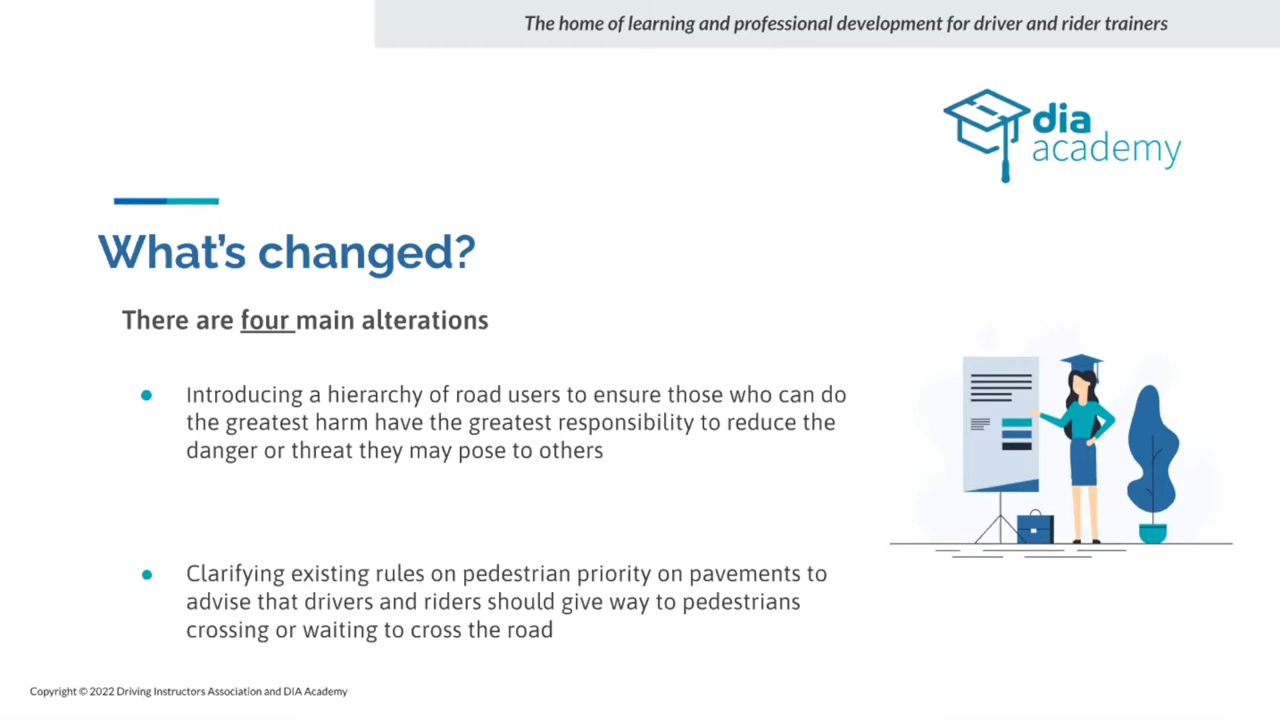 The home of learning and professional development for driver and rider trainers
dia
academy
What's changed?
There are four main alterations
Introducing a hierarchy of road users to ensure those who can do
the greatest harm have the greatest responsibility to reduce the
danger or threat they may pose to others
Clarifying existing rules on pedestrian priority on pavements to
advise that drivers and riders should give way to pedestrians
crossing or waiting to cross the road
Copyright © 2022 Driving Instructors Association and DIA Academy